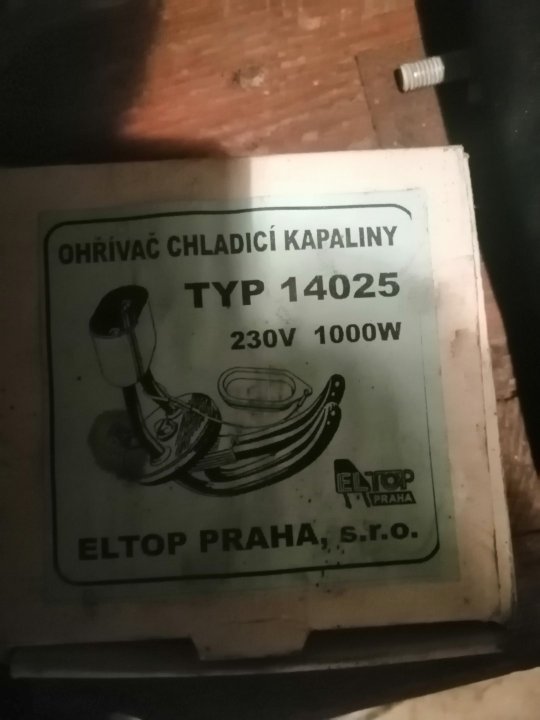 OHŘÍVAČ CHLADICÍ KAPALINY
TYP 14025
230V 1000W
ELTOP
PRAHA
ELTOP PRAHA, s.r.o.